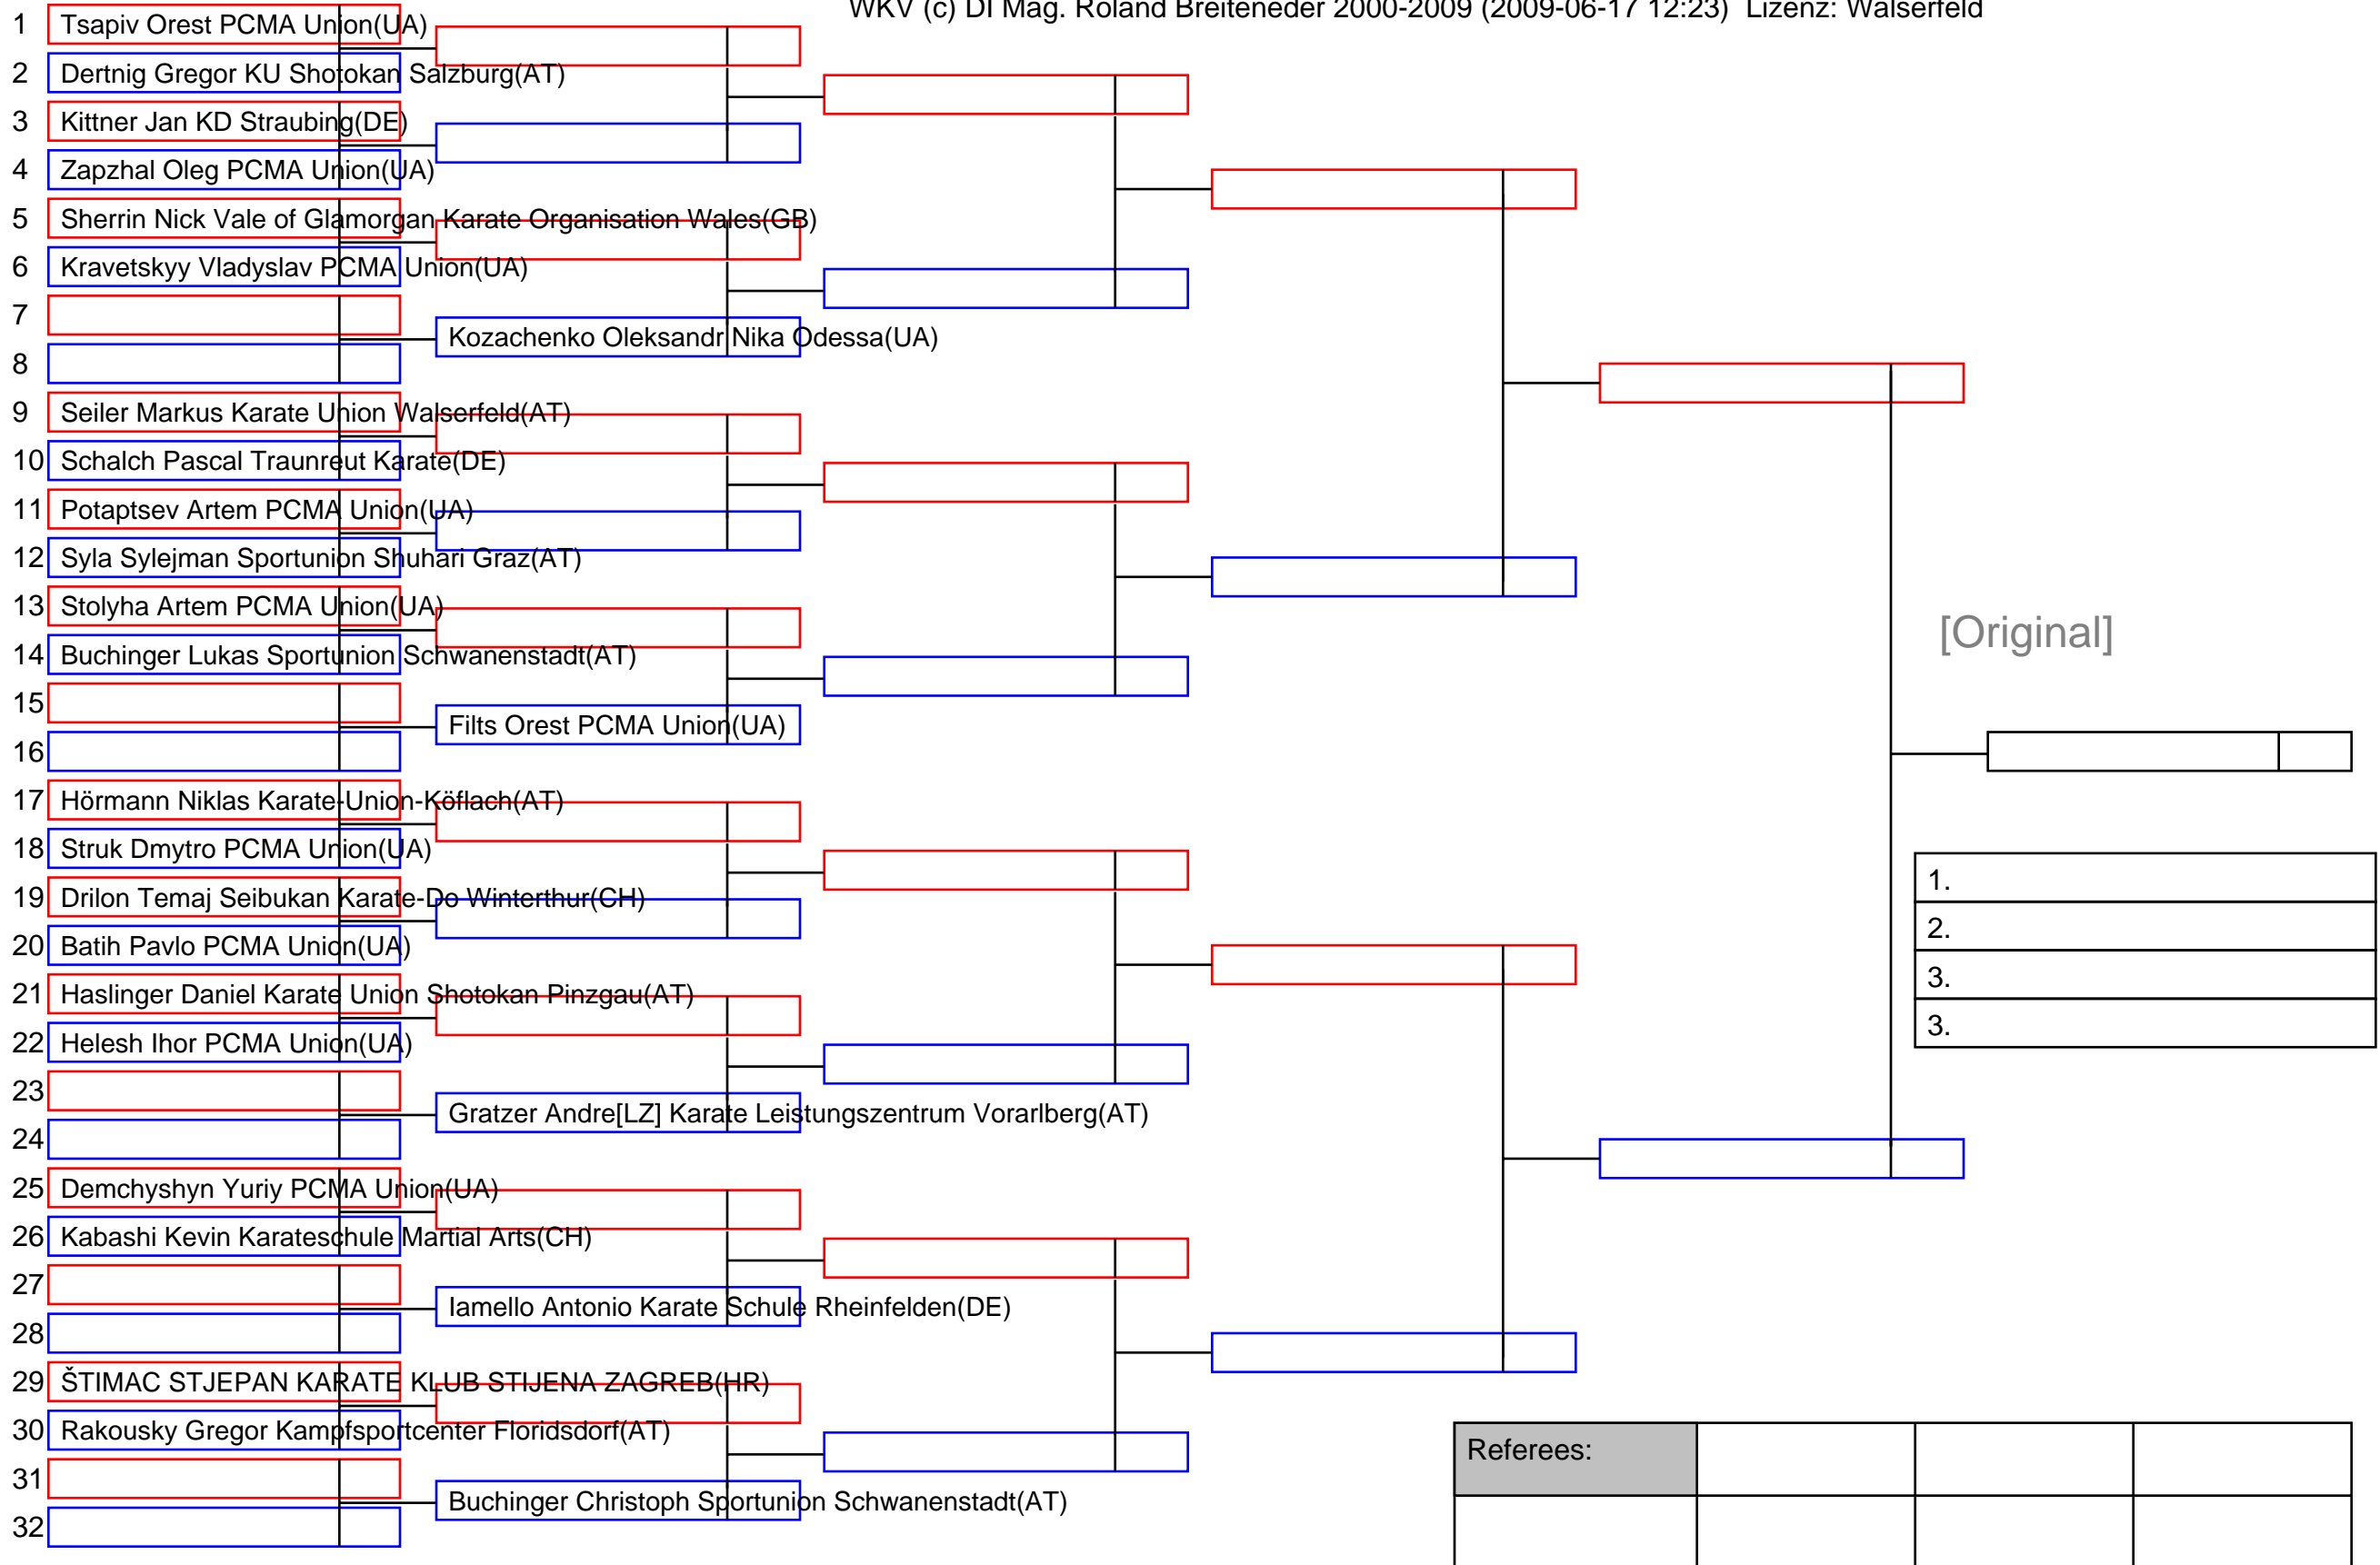 WKV (c) DI Mag. Roland Breiteneder 2000-2009 (2009-06-17 12:23) Lizenz: Walserfeld
1 Tsapiv Orest PCMA Union(UA)
2 Dertnig Gregor KU Shotokan Salzburg(AT)
3 Kittner Jan KD Straubing(DE)
4 Zapzhal Oleg PCMA Union(UA)
5 Sherrin Nick Vale of Glamorgan Karate Organisation Wales(GB)
6 Kravetskyy Vladyslav PCMA Union(UA)
7
Kozachenko Oleksandr Nika Odessa(UA)
8
9 Seiler Markus Karate Union Walserfeld(AT)
10 Schalch Pascal Traunreut Karate(DE)
11 Potaptsev Artem PCMA Union(UA)
12 Syla Sylejman Sportunion Shuhari Graz(AT)
13 Stolyha Artem PCMA Union(UA)
[Original]
14 Buchinger Lukas Sportunion Schwanenstadt(AT)
15
Filts Orest PCMA Union(UA)
16
17 Hörmann Niklas Karate-Union-Köflach(AT)
18 Struk Dmytro PCMA Union(UA)
19 Drilon Temaj Seibukan Karate-Do Winterthur(CH)
20 Batih Pavlo PCMA Union(UA)
21 Haslinger Daniel Karate Union Shotokan Pinzgau(AT)
22 Helesh Ihor PCMA Union(UA)
23
Gratzer Andre[LZ] Karate Leistungszentrum Vorarlberg(AT)
24
25 Demchyshyn Yuriy PCMA Union(UA)
26 Kabashi Kevin Karateschule Martial Arts(CH)
27
Iamello Antonio Karate Schule Rheinfelden(DE)
28
29 ŠTIMAC STJEPAN KARATE KLUB STIJENA ZAGREB(HR)
30 Rakousky Gregor Kampfsportcenter Floridsdorf(AT)
31
Buchinger Christoph Sportunion Schwanenstadt(AT)
32
1.
2.
3.
3.
Referees: